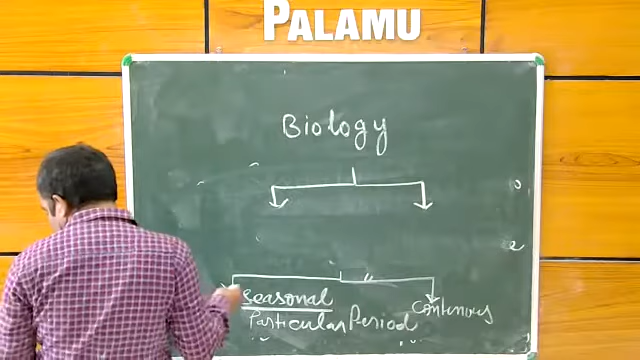 PALAMU
Biology
Seasonal
Continuous
Particular Period